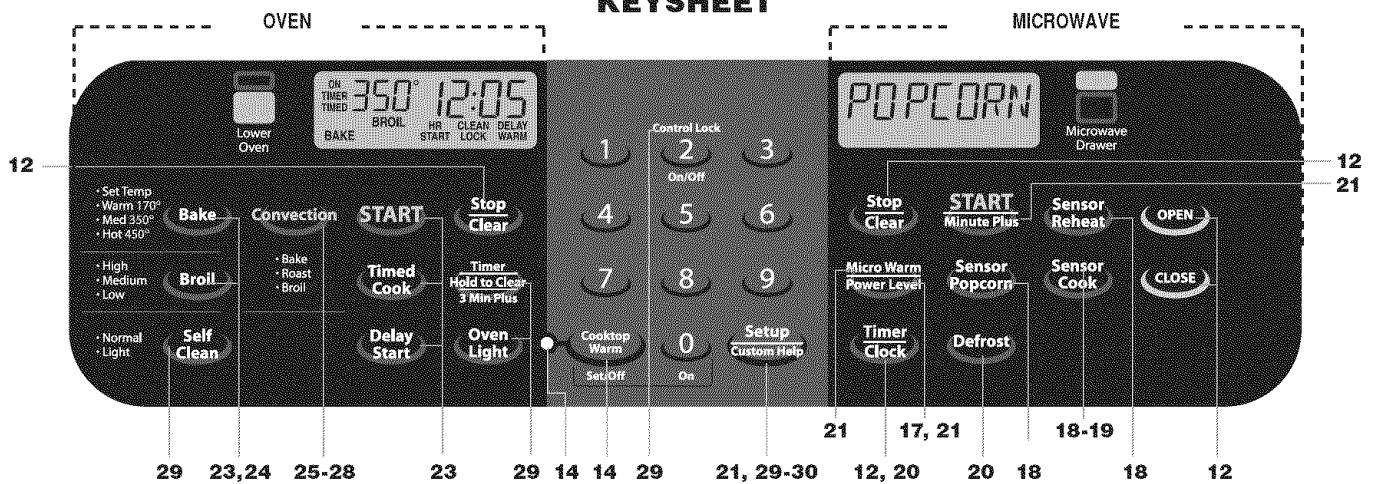 KEYSHEET
OVEN
MICROWAVE
ON
TIMER
TIMED
350° 12:05
BROIL
BAKE
HR
START
CLEAN
LOCK
DELAY
WARM
Lower
Oven
POPCORN
Microwave
Drawer
12
• Set Temp
• Warm 170°
• Med 350°
• Hot 450°
Bake
Convection
START
Stop
Clear
• High
• Medium
• Low
Broil
• Bake
• Roast
• Broil
Timed
Cook
Timer
Hold to Clear
3 Min Plus
• Normal
• Light
Self
Clean
Delay
Start
Oven
Light
Control Lock
1 2 3
On/Off
4 5 6
7 8 9
Cooktop
Warm
0
Setup
Custom Help
Set/Off On
Stop
Clear
START
Minute Plus
Sensor
Reheat
OPEN
Micro Warm
Power Level
Sensor
Popcorn
Sensor
Cook
CLOSE
Timer
Clock
Defrost
12
21
21 17, 21 18-19
29 23,24 25-28 23 29 14 14 29 21, 29-30 12, 20 20 18 18 12